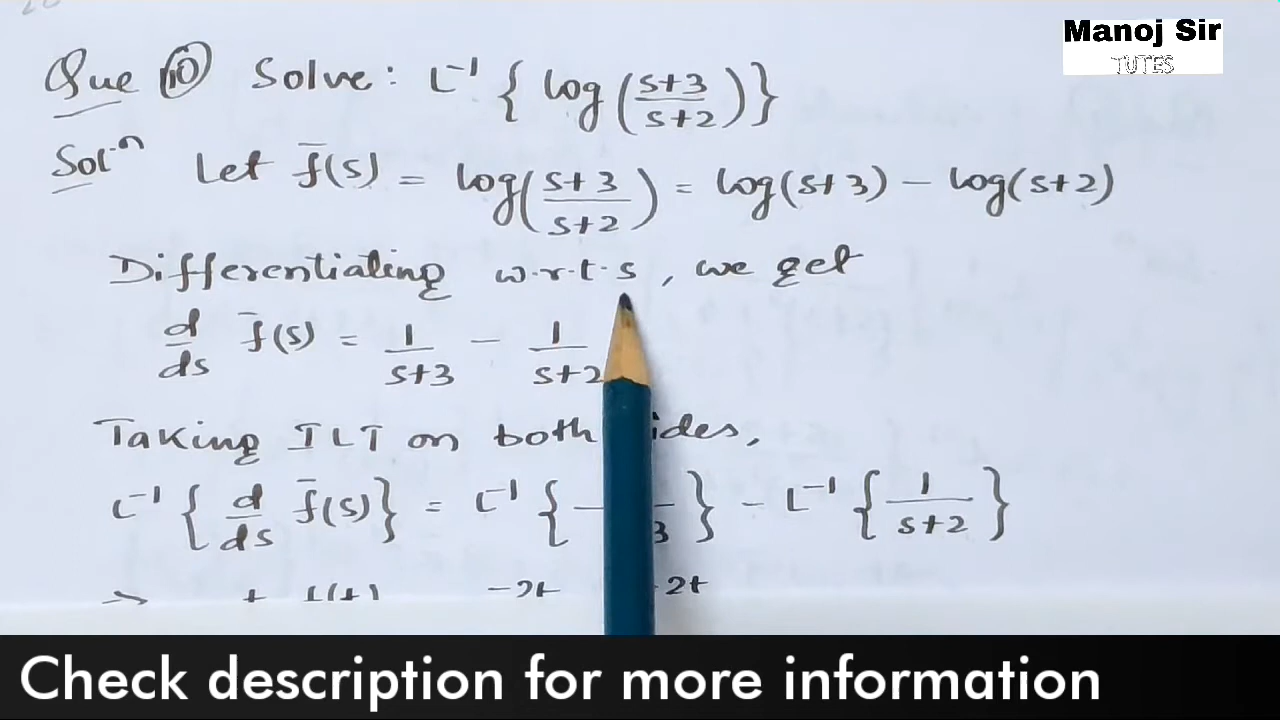 Manoj Sir
TUTES
Que 10 Solve: L⁻¹ { log (s+3/s+2) }
Solⁿ Let f̄(s) = log(s+3/s+2) = log(s+3) – log(s+2)
Differentiating w.r.t. s, we get
d/ds f̄(s) = 1/s+3 – 1/s+2
Taking ILT on both ides,
L⁻¹ { d/ds f̄(s) } = L⁻¹ { 3 } – L⁻¹ { 1/s+2 }
Check description for more information